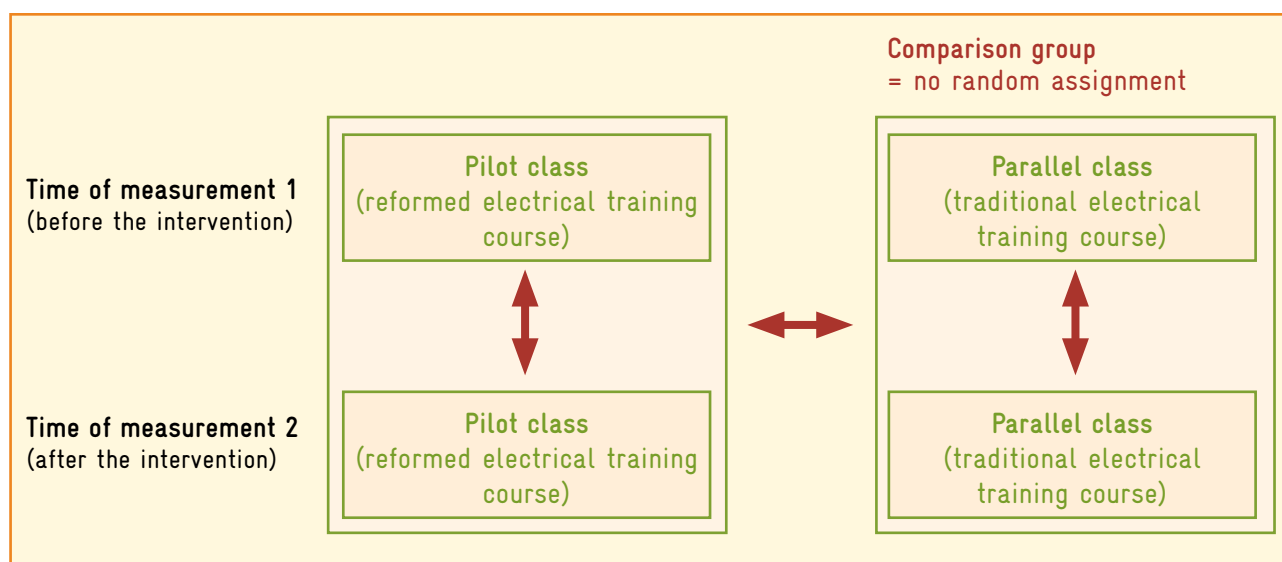 Comparison group
= no random assignment
Time of measurement 1
(before the intervention)
Pilot class
(reformed electrical training
course)
Parallel class
(traditional electrical
training course)
Time of measurement 2
(after the intervention)
Pilot class
(reformed electrical training
course)
Parallel class
(traditional electrical
training course)